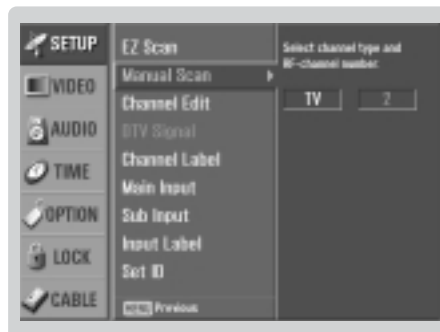 SETUP
VIDEO
AUDIO
TIME
OPTION
LOCK
CABLE
EZ Scan
Manual Scan
Channel Edit
DTV Signal
Channel Label
Main Input
Sub Input
Input Label
Set ID
MENU Previous
Select channel type and
RF-channel number.
TV 2